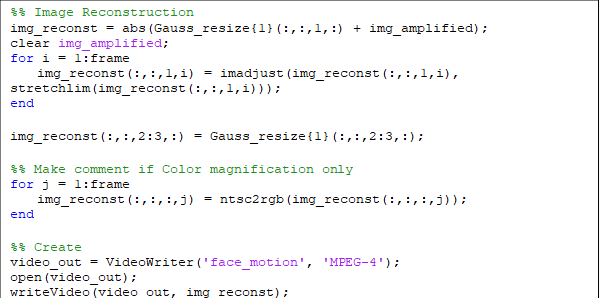 %% Image Reconstruction
img_reconst = abs(Gauss_resize{1}(:,:,1,:) + img_amplified);
clear img_amplified;
for i = 1:frame
img_reconst(:,:,1,i) = imadjust(img_reconst(:,:,1,i),
stretchlim(img_reconst(:,:,1,i)));
end
img_reconst(:,:,2:3,:) = Gauss_resize{1}(:,:,2:3,:);
%% Make comment if Color magnification only
for j = 1:frame
img_reconst(:,:,:,j) = ntsc2rgb(img_reconst(:,:,:,j));
end
%% Create
video_out = VideoWriter('face_motion', 'MPEG-4');
open(video_out);
writeVideo(video_out, img_reconst);